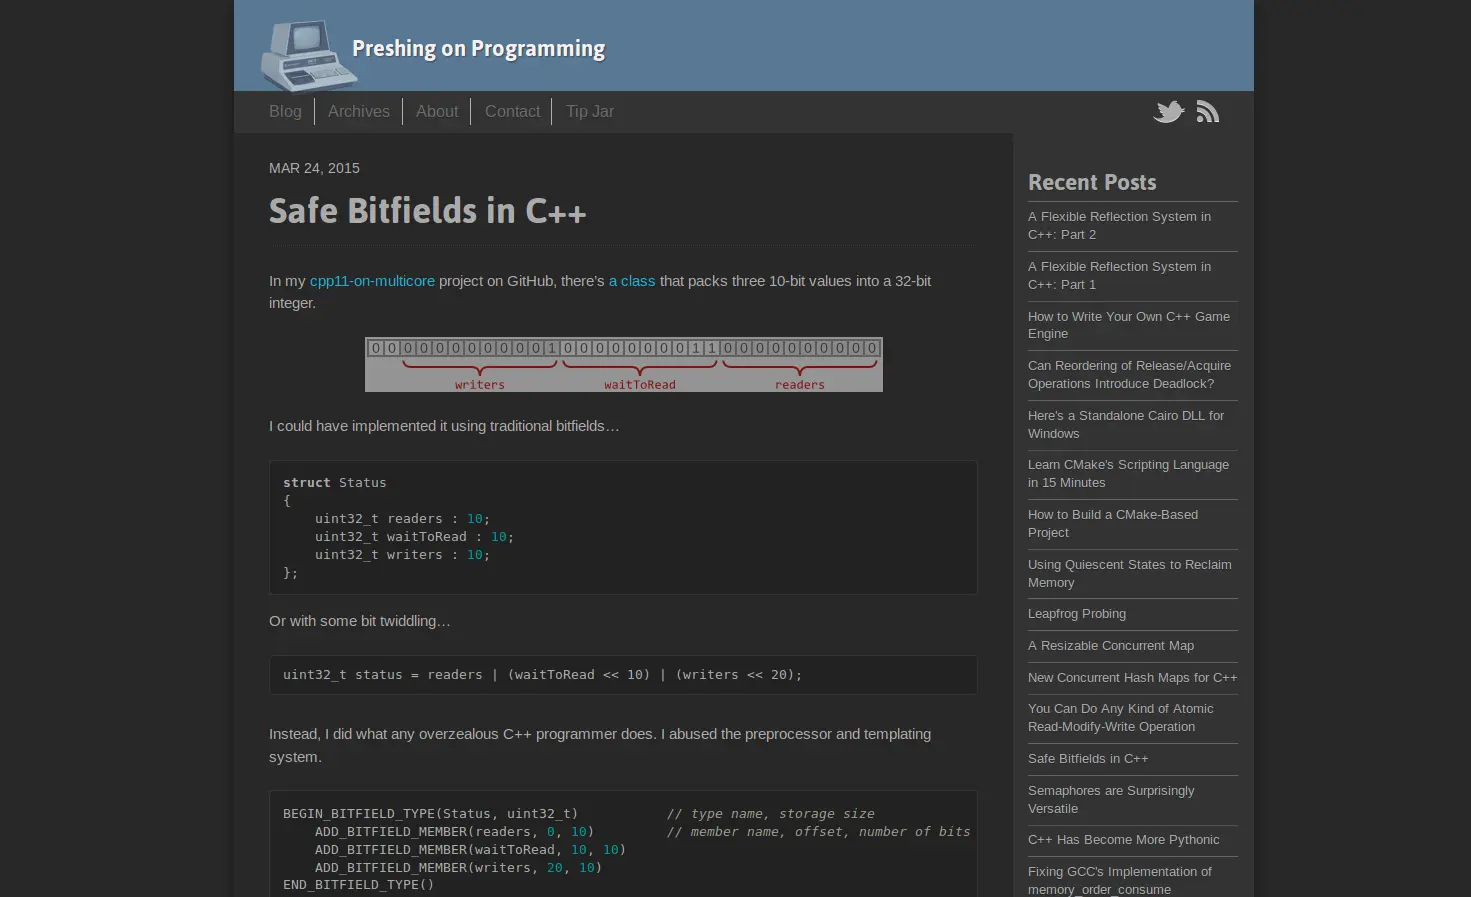 Preshing on Programming
Blog
Archives
About
Contact
Tip Jar
MAR 24, 2015
Safe Bitfields in C++
In my cpp11-on-multicore project on GitHub, there's a class that packs three 10-bit values into a 32-bit
integer.
0 0 0 0 0 0 0 0 0 0 0 1 0 0 0 0 0 0 0 0 1 1 0 0 0 0 0 0 0 0 0 0
writers waitToRead readers
I could have implemented it using traditional bitfields…
struct Status
{
    uint32_t readers : 10;
    uint32_t waitToRead : 10;
    uint32_t writers : 10;
};
Or with some bit twiddling…
uint32_t status = readers | (waitToRead << 10) | (writers << 20);
Instead, I did what any overzealous C++ programmer does. I abused the preprocessor and templating
system.
BEGIN_BITFIELD_TYPE(Status, uint32_t)           // type name, storage size
    ADD_BITFIELD_MEMBER(readers, 0, 10)         // member name, offset, number of bits
    ADD_BITFIELD_MEMBER(waitToRead, 10, 10)
    ADD_BITFIELD_MEMBER(writers, 20, 10)
END_BITFIELD_TYPE()
Recent Posts
A Flexible Reflection System in
C++: Part 2
A Flexible Reflection System in
C++: Part 1
How to Write Your Own C++ Game
Engine
Can Reordering of Release/Acquire
Operations Introduce Deadlock?
Here's a Standalone Cairo DLL for
Windows
Learn CMake's Scripting Language
in 15 Minutes
How to Build a CMake-Based
Project
Using Quiescent States to Reclaim
Memory
Leapfrog Probing
A Resizable Concurrent Map
New Concurrent Hash Maps for C++
You Can Do Any Kind of Atomic
Read-Modify-Write Operation
Safe Bitfields in C++
Semaphores are Surprisingly
Versatile
C++ Has Become More Pythonic
Fixing GCC's Implementation of
memory_order_consume